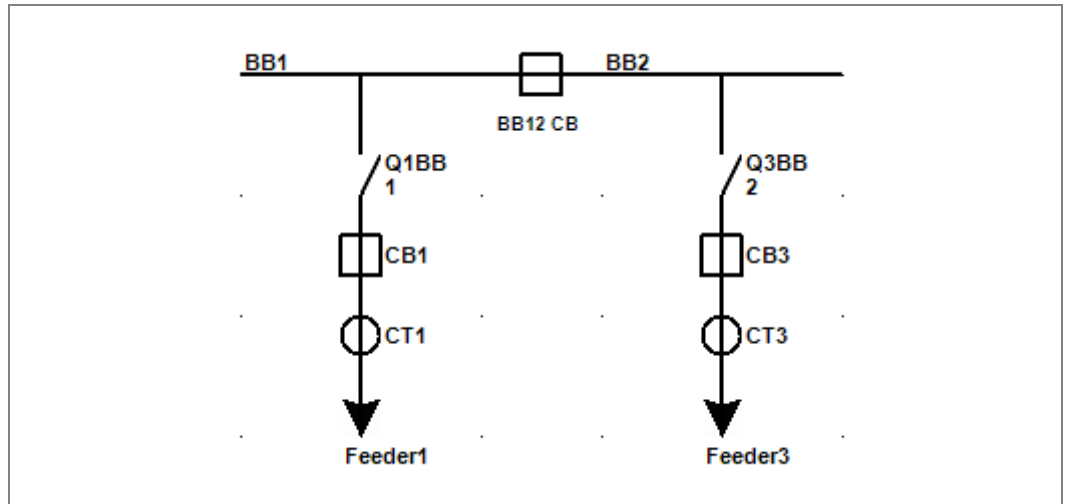 BB1
BB2
BB12 CB
Q1BB
1
Q3BB
2
CB1
CB3
CT1
CT3
Feeder1
Feeder3